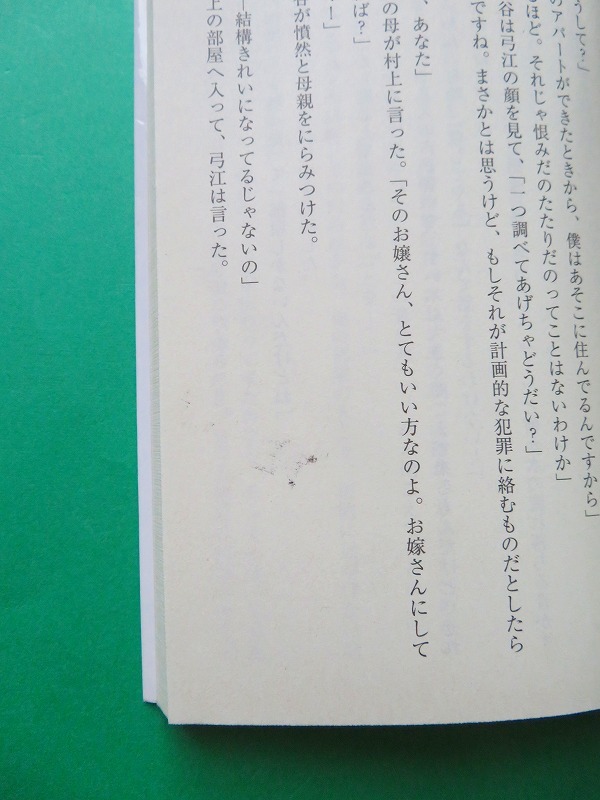 うして?」
のアパートができたときから、僕はあそこに住んでるんですから」
るほど。それじゃ恨みだのたたりだのってことはないわけか」
谷は弓江の顔を見て、「一つ調べてあげちゃどうだい?」
ですね。まさかとは思うけど、もしそれが計画的な犯罪に絡むものだとしたら
、あなた」
の母が村上に言った。「そのお嬢さん、とてもいい方なのよ。お嫁さんにして
ば?」
ー!」
谷が憤然と母親をにらみつけた。
―結構きれいになってるじゃないの」
上の部屋へ入って、弓江は言った。